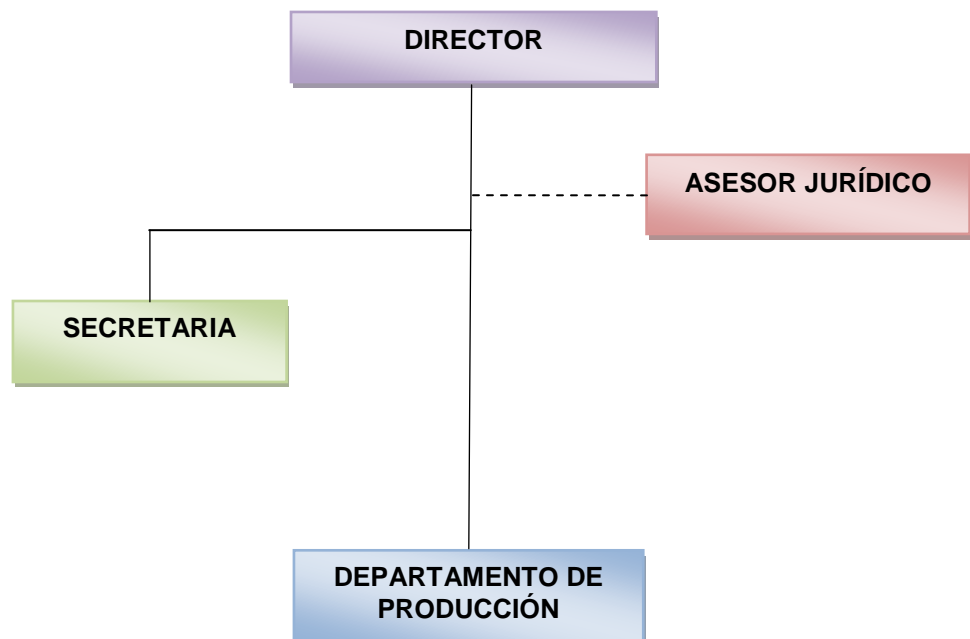 DIRECTOR
ASESOR JURÍDICO
SECRETARIA
DEPARTAMENTO DE
PRODUCCIÓN